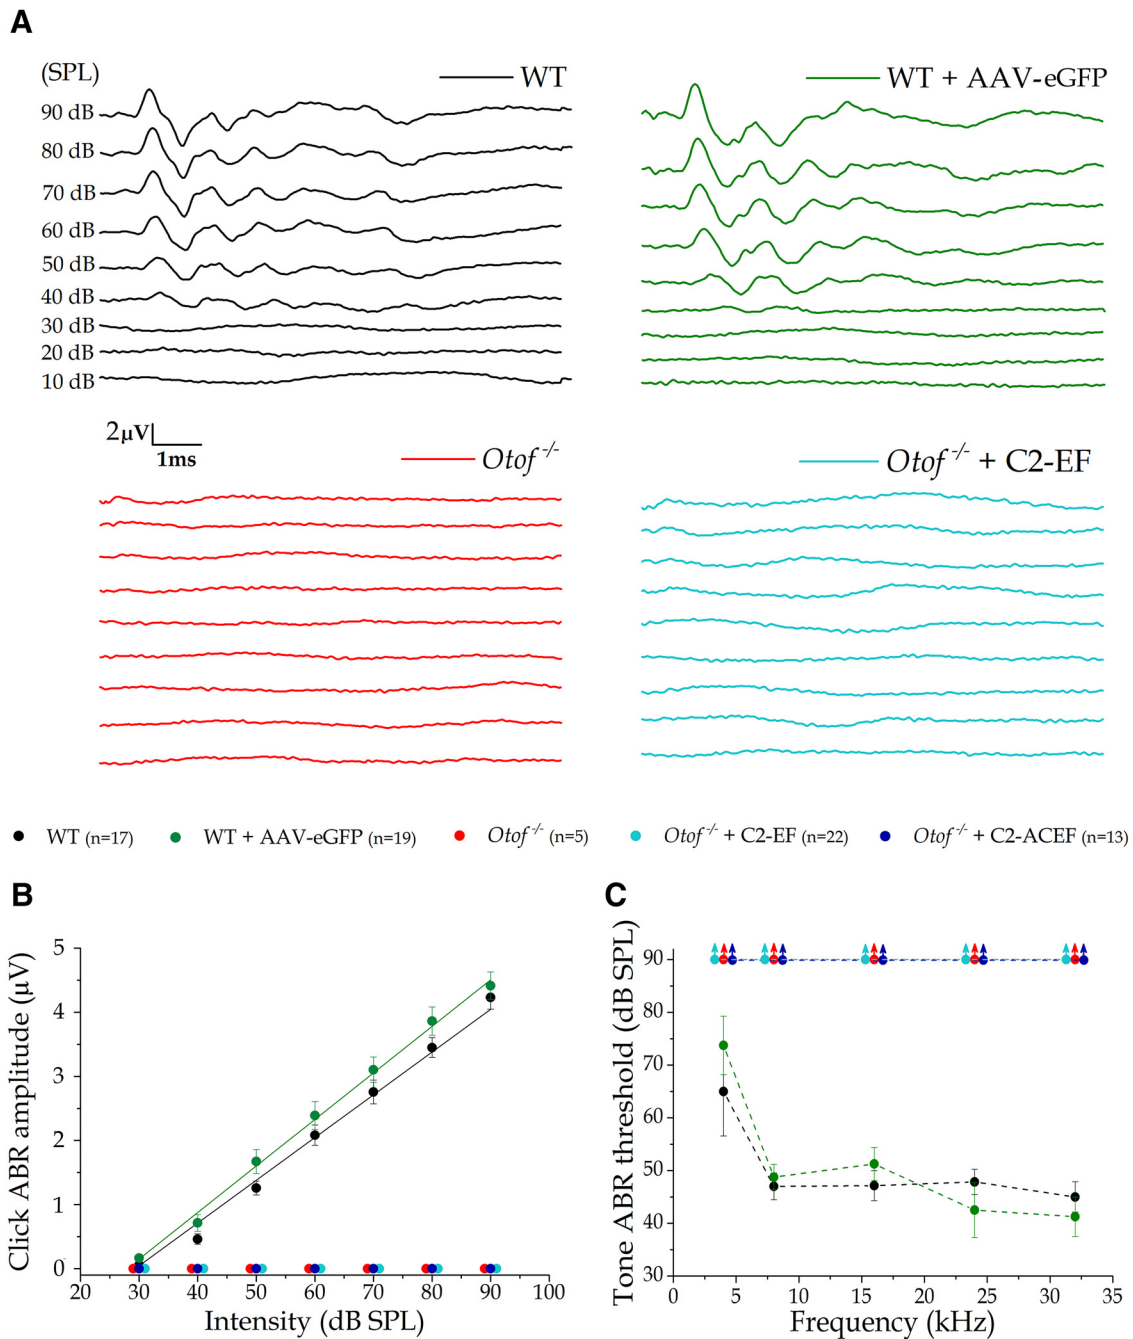 A
(SPL)
WT
WT + AAV-eGFP
90 dB
80 dB
70 dB
60 dB
50 dB
40 dB
30 dB
20 dB
10 dB
2μV
1ms
Otof -/-
Otof -/- + C2-EF
WT (n=17)
WT + AAV-eGFP (n=19)
Otof -/- (n=5)
Otof -/- + C2-EF (n=22)
Otof -/- + C2-ACEF (n=13)
B
Click ABR amplitude (μV)
5
4
3
2
1
0
20 30 40 50 60 70 80 90 100
Intensity (dB SPL)
C
Tone ABR threshold (dB SPL)
90
80
70
60
50
40
30
0 5 10 15 20 25 30 35
Frequency (kHz)